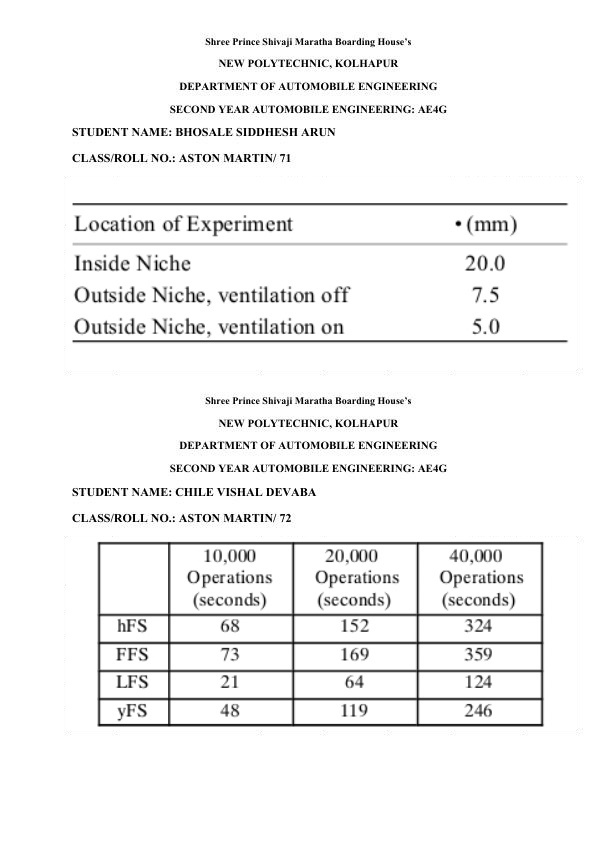 Shree Prince Shivaji Maratha Boarding House's
NEW POLYTECHNIC, KOLHAPUR
DEPARTMENT OF AUTOMOBILE ENGINEERING
SECOND YEAR AUTOMOBILE ENGINEERING: AE4G
STUDENT NAME: BHOSALE SIDDHESH ARUN
CLASS/ROLL NO.: ASTON MARTIN/ 71
Location of Experiment • (mm)
Inside Niche 20.0
Outside Niche, ventilation off 7.5
Outside Niche, ventilation on 5.0
Shree Prince Shivaji Maratha Boarding House's
NEW POLYTECHNIC, KOLHAPUR
DEPARTMENT OF AUTOMOBILE ENGINEERING
SECOND YEAR AUTOMOBILE ENGINEERING: AE4G
STUDENT NAME: CHILE VISHAL DEVABA
CLASS/ROLL NO.: ASTON MARTIN/ 72
10,000 20,000 40,000
Operations Operations Operations
(seconds) (seconds) (seconds)
hFS 68 152 324
FFS 73 169 359
LFS 21 64 124
yFS 48 119 246